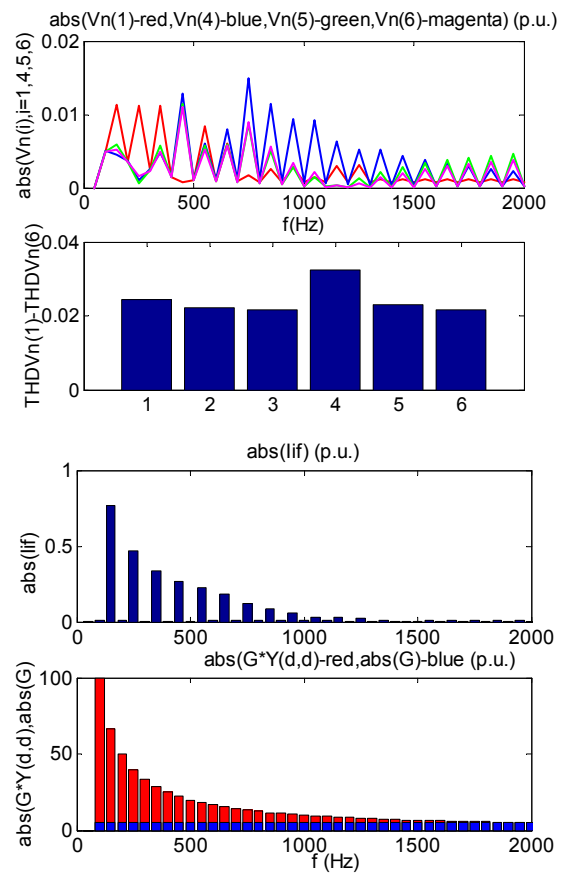 abs(Vn(1)-red,Vn(4)-blue,Vn(5)-green,Vn(6)-magenta) (p.u.)
abs(Vn(i),i=1,4,5,6)
0.02
0.01
0
0 500 1000 1500 2000
f(Hz)
THDVn(1)-THDVn(6)
0.04
0.02
0
1 2 3 4 5 6
abs(Iif) (p.u.)
abs(Iif)
1
0.5
0
0 500 1000 1500 2000
abs(G*Y(d,d)-red,abs(G)-blue (p.u.)
abs(G*Y(d,d),abs(G)
100
50
0
0 500 1000 1500 2000
f (Hz)